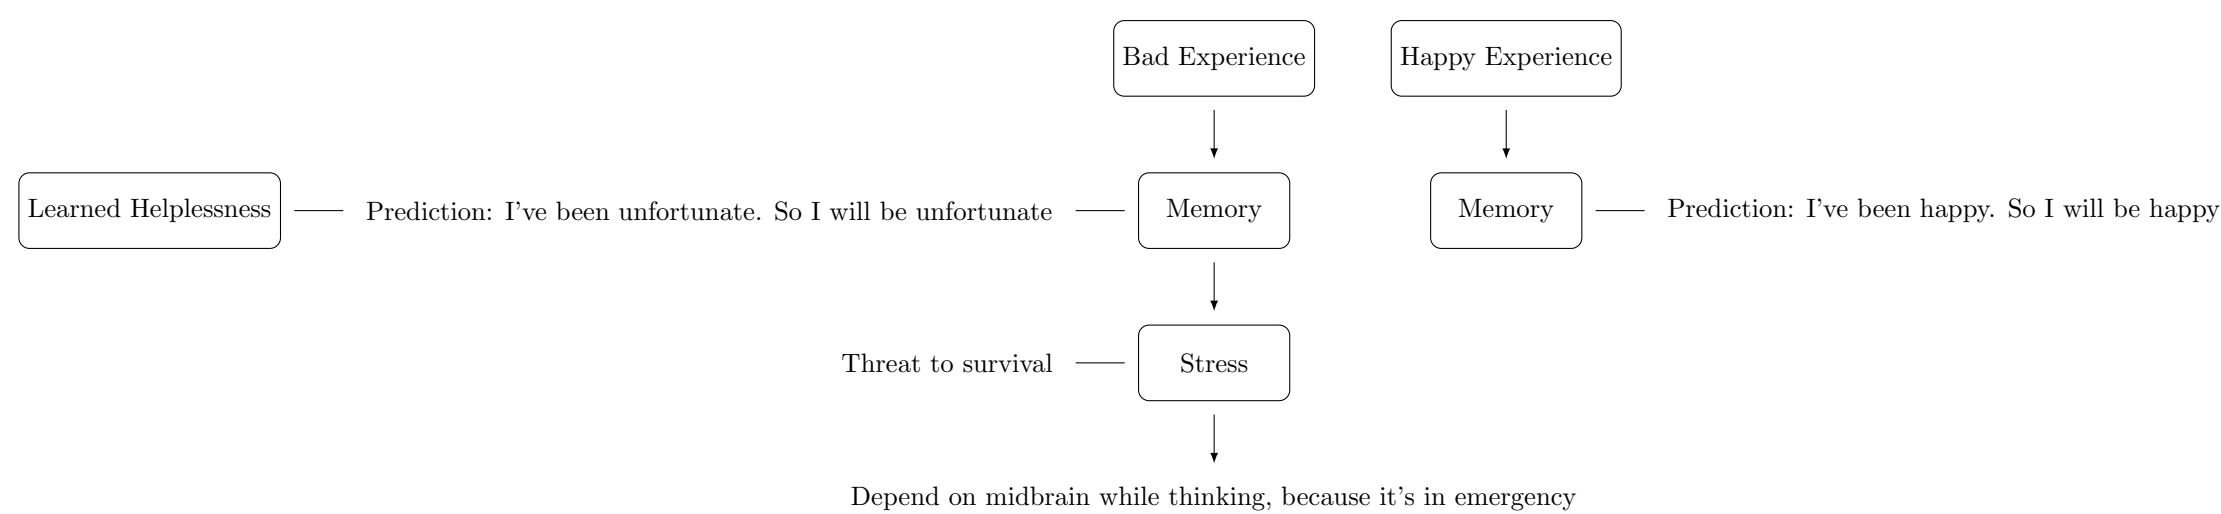 Bad Experience
Happy Experience
Learned Helplessness
Prediction: I've been unfortunate. So I will be unfortunate
Memory
Memory
Prediction: I've been happy. So I will be happy
Threat to survival
Stress
Depend on midbrain while thinking, because it's in emergency